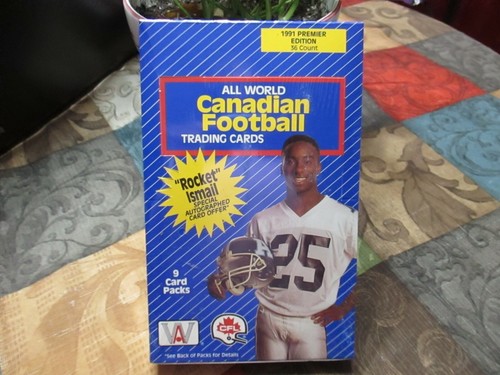 1991 PREMIER
EDITION
36 Count
ALL WORLD
Canadian
Football
TRADING CARDS
"Rocket"
Ismail
SPECIAL
AUTOGRAPHED
CARD OFFER*
25
9
Card
Packs
WA
CFL
*See Back of Packs for Details